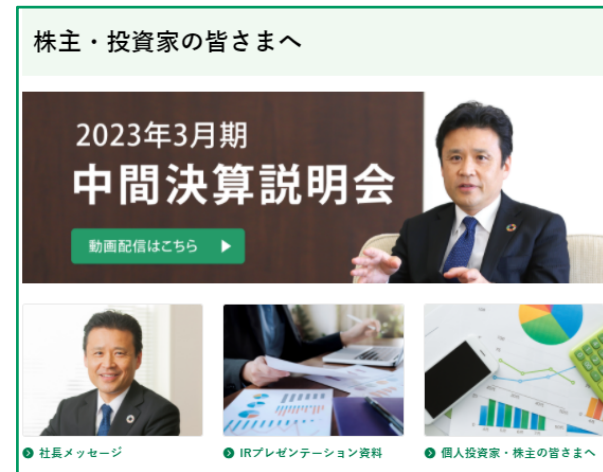 株主・投資家の皆さまへ
2023年3月期
中間決算説明会
動画配信はこちら
社長メッセージ
IRプレゼンテーション資料
個人投資家・株主の皆さまへ